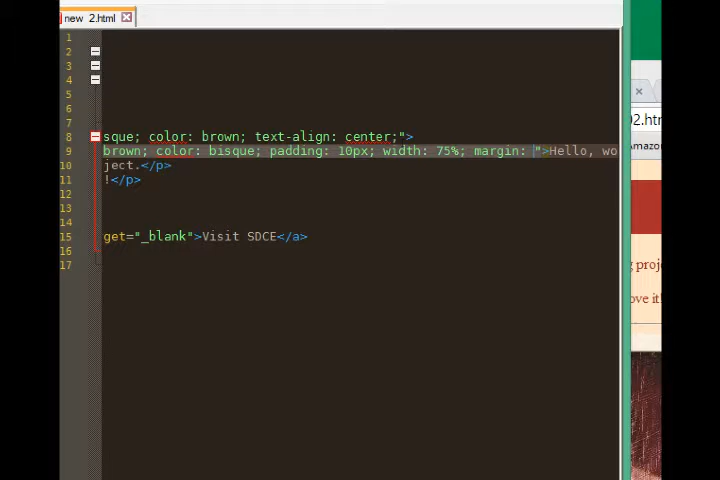 new 2.html
1
2
3
4
5
6
7
8 sque; color: brown; text-align: center;">
9 brown; color: bisque; padding: 10px; width: 75%; margin: ">Hello, wo
10 ject.</p>
11 !</p>
12
13
14
15 get="_blank">Visit SDCE</a>
16
17
02.htm
Amazon
g proje
ove it!